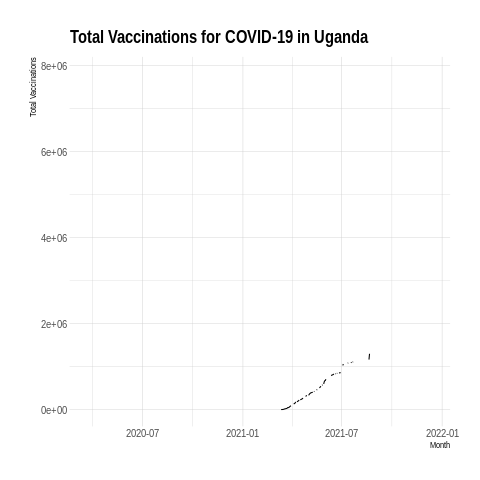 Total Vaccinations for COVID-19 in Uganda
Total Vaccinations
8e+06
6e+06
4e+06
2e+06
0e+00
2020-07 2021-01 2021-07 2022-01
Month